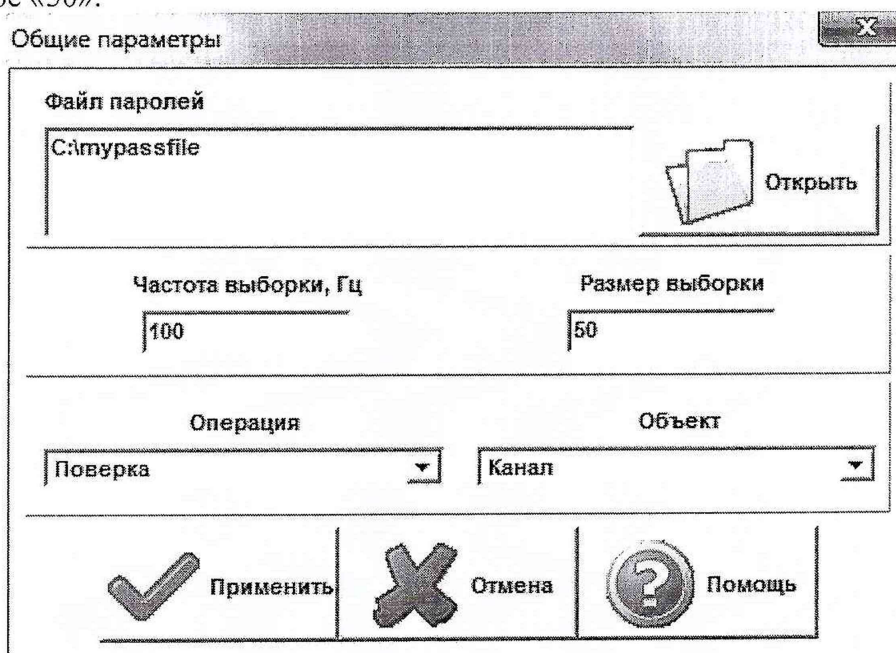 «50».
Общие параметры
Файл паролей
C:\mypassfile
Открыть
Частота выборки, Гц
Размер выборки
100
50
Операция
Объект
Поверка
Канал
Применить
Отмена
Помощь